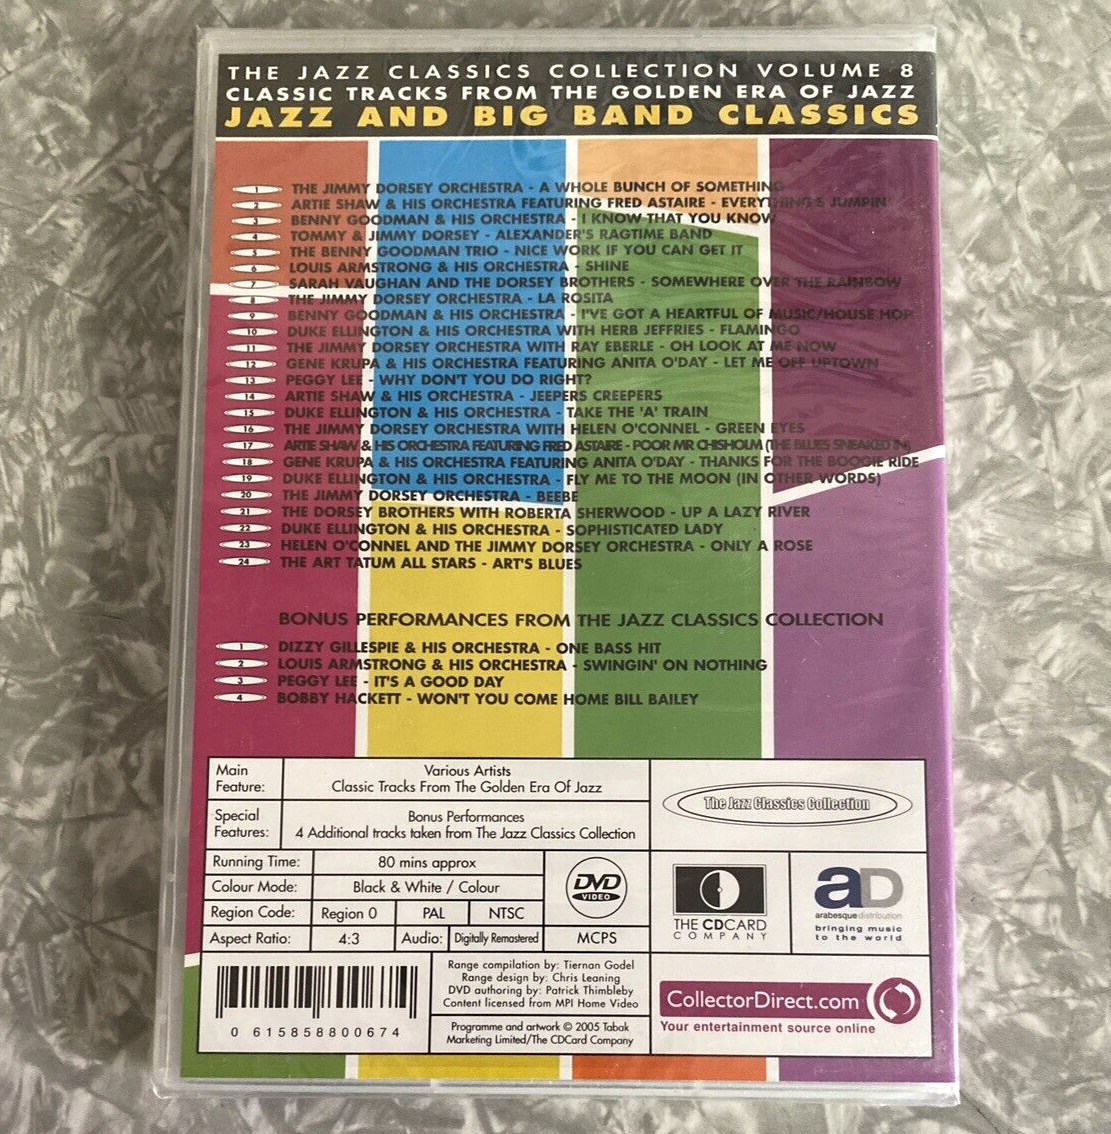 THE JAZZ CLASSICS COLLECTION VOLUME 8
CLASSIC TRACKS FROM THE GOLDEN ERA OF JAZZ
JAZZ AND BIG BAND CLASSICS
1 THE JIMMY DORSEY ORCHESTRA - A WHOLE BUNCH OF SOMETHING
2 ARTIE SHAW & HIS ORCHESTRA FEATURING FRED ASTAIRE - EVERYTHING'S JUMPIN'
3 BENNY GOODMAN & HIS ORCHESTRA - I KNOW THAT YOU KNOW
4 TOMMY & JIMMY DORSEY - ALEXANDER'S RAGTIME BAND
5 THE BENNY GOODMAN TRIO - NICE WORK IF YOU CAN GET IT
6 LOUIS ARMSTRONG & HIS ORCHESTRA - SHINE
7 SARAH VAUGHAN AND THE DORSEY BROTHERS - SOMEWHERE OVER THE RAINBOW
8 THE JIMMY DORSEY ORCHESTRA - LA ROSITA
9 BENNY GOODMAN & HIS ORCHESTRA - I'VE GOT A HEARTFUL OF MUSIC/HOUSE HOP
10 DUKE ELLINGTON & HIS ORCHESTRA WITH HERB JEFFRIES - FLAMINGO
11 THE JIMMY DORSEY ORCHESTRA WITH RAY EBERLE - OH LOOK AT ME NOW
12 GENE KRUPA & HIS ORCHESTRA FEATURING ANITA O'DAY - LET ME OFF UPTOWN
13 PEGGY LEE - WHY DON'T YOU DO RIGHT?
14 ARTIE SHAW & HIS ORCHESTRA - JEEPERS CREEPERS
15 DUKE ELLINGTON & HIS ORCHESTRA - TAKE THE 'A' TRAIN
16 THE JIMMY DORSEY ORCHESTRA WITH HELEN O'CONNEL - GREEN EYES
17 ARTIE SHAW & HIS ORCHESTRA FEATURING FRED ASTAIRE - POOR MR CHISHOLM (THE BLUES SNEAKED IN)
18 GENE KRUPA & HIS ORCHESTRA FEATURING ANITA O'DAY - THANKS FOR THE BOOGIE RIDE
19 DUKE ELLINGTON & HIS ORCHESTRA - FLY ME TO THE MOON (IN OTHER WORDS)
20 THE JIMMY DORSEY ORCHESTRA - BEEBE
21 THE DORSEY BROTHERS WITH ROBERTA SHERWOOD - UP A LAZY RIVER
22 DUKE ELLINGTON & HIS ORCHESTRA - SOPHISTICATED LADY
23 HELEN O'CONNEL AND THE JIMMY DORSEY ORCHESTRA - ONLY A ROSE
24 THE ART TATUM ALL STARS - ART'S BLUES
BONUS PERFORMANCES FROM THE JAZZ CLASSICS COLLECTION
1 DIZZY GILLESPIE & HIS ORCHESTRA - ONE BASS HIT
2 LOUIS ARMSTRONG & HIS ORCHESTRA - SWINGIN' ON NOTHING
3 PEGGY LEE - IT'S A GOOD DAY
4 BOBBY HACKETT - WON'T YOU COME HOME BILL BAILEY
Main Feature:
Various Artists
Classic Tracks From The Golden Era Of Jazz
The Jazz Classics Collection
Special Features:
Bonus Performances
4 Additional tracks taken from The Jazz Classics Collection
Running Time: 80 mins approx
Colour Mode: Black & White / Colour
Region Code: Region 0 PAL NTSC
Aspect Ratio: 4:3 Audio: Digitally Remastered
DVD
VIDEO
MCPS
THE CDCARD
COMPANY
aD
arabesque distribution
bringing music
to the world
0 615858800674
Range compilation by: Tiernan Godel
Range design by: Chris Leaning
DVD authoring by: Patrick Thimbleby
Content licensed from MPI Home Video
Programme and artwork © 2005 Tabak
Marketing Limited/The CDCard Company
CollectorDirect.com
Your entertainment source online